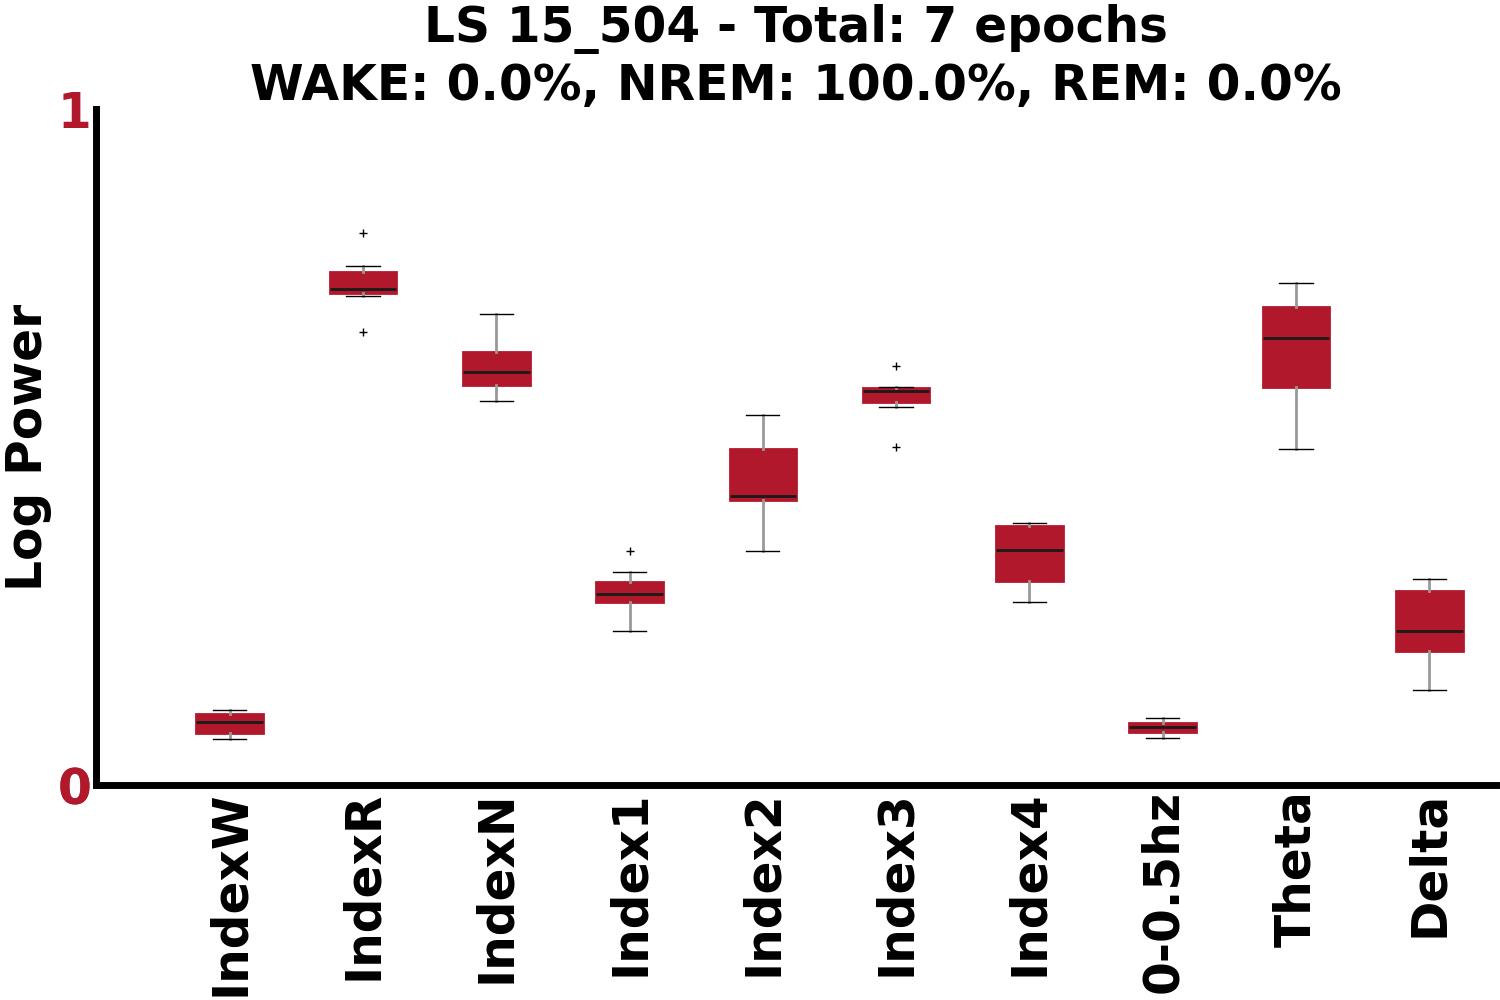 LS 15_504 - Total: 7 epochs
WAKE: 0.0%, NREM: 100.0%, REM: 0.0%
1
Log Power
0
IndexW
IndexR
IndexN
Index1
Index2
Index3
Index4
0-0.5hz
Theta
Delta